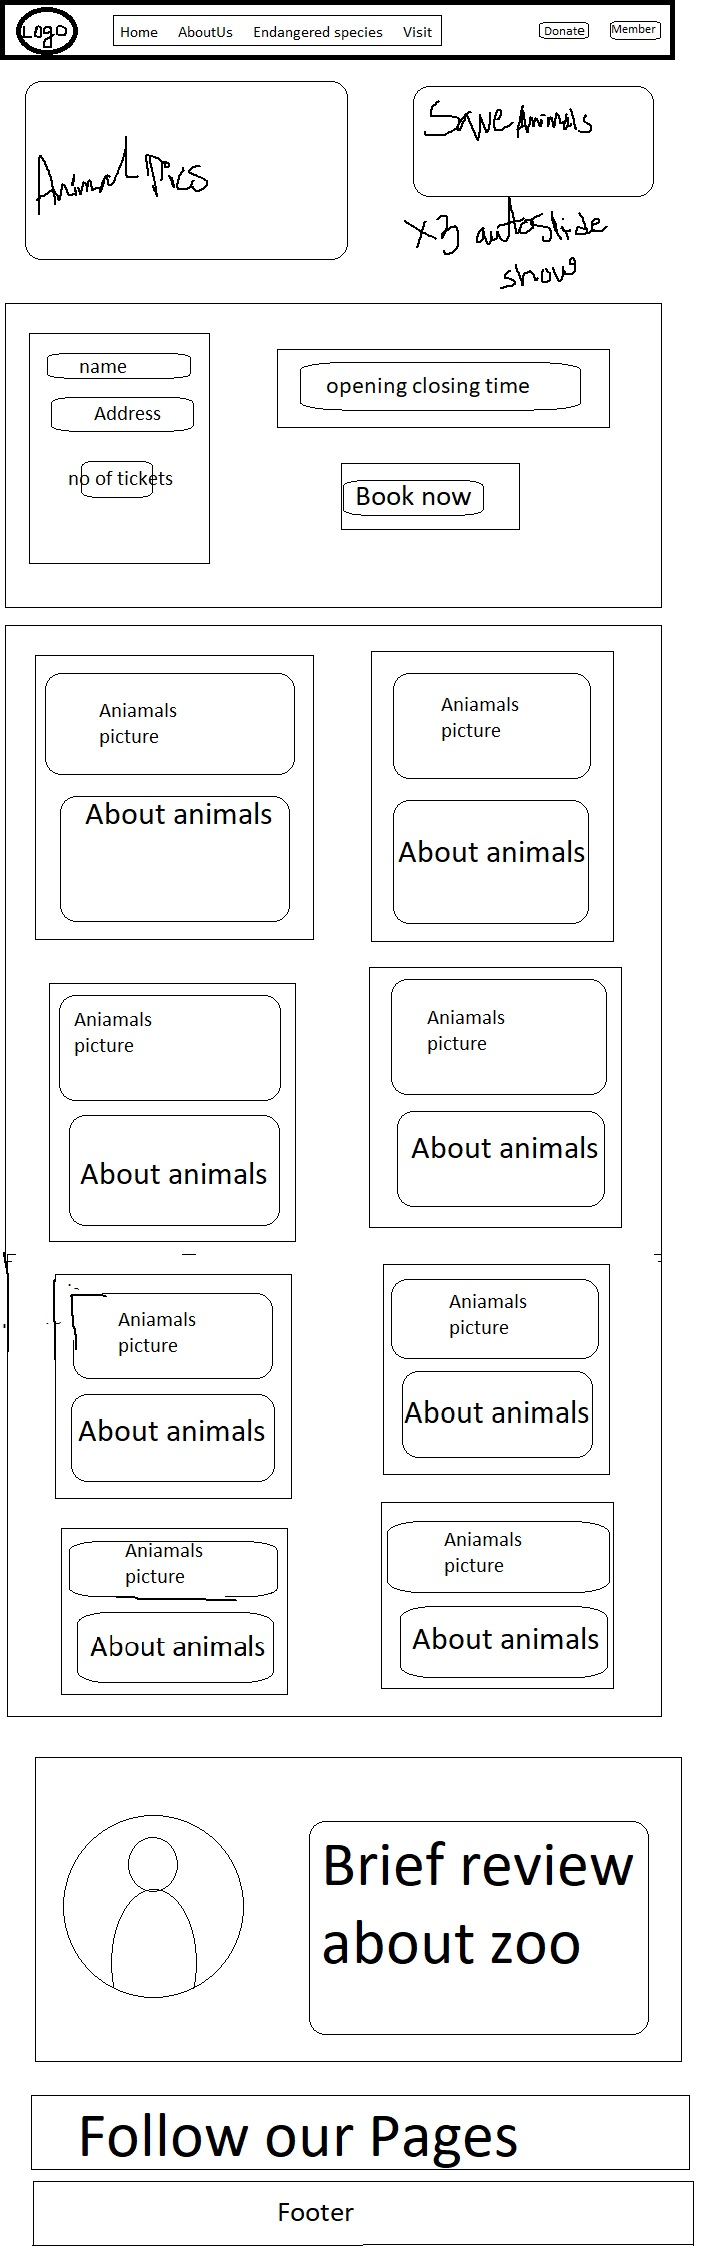 Logo
Home AboutUs Endangered species Visit
Donate
Member
Animal Pics
Save Animals
x3 autoslide
show
name
Address
no of tickets
opening closing time
Book now
Aniamals
picture
About animals
Aniamals
picture
About animals
Aniamals
picture
About animals
Aniamals
picture
About animals
Aniamals
picture
About animals
Aniamals
picture
About animals
Aniamals
picture
About animals
Aniamals
picture
About animals
Brief review
about zoo
Follow our Pages
Footer